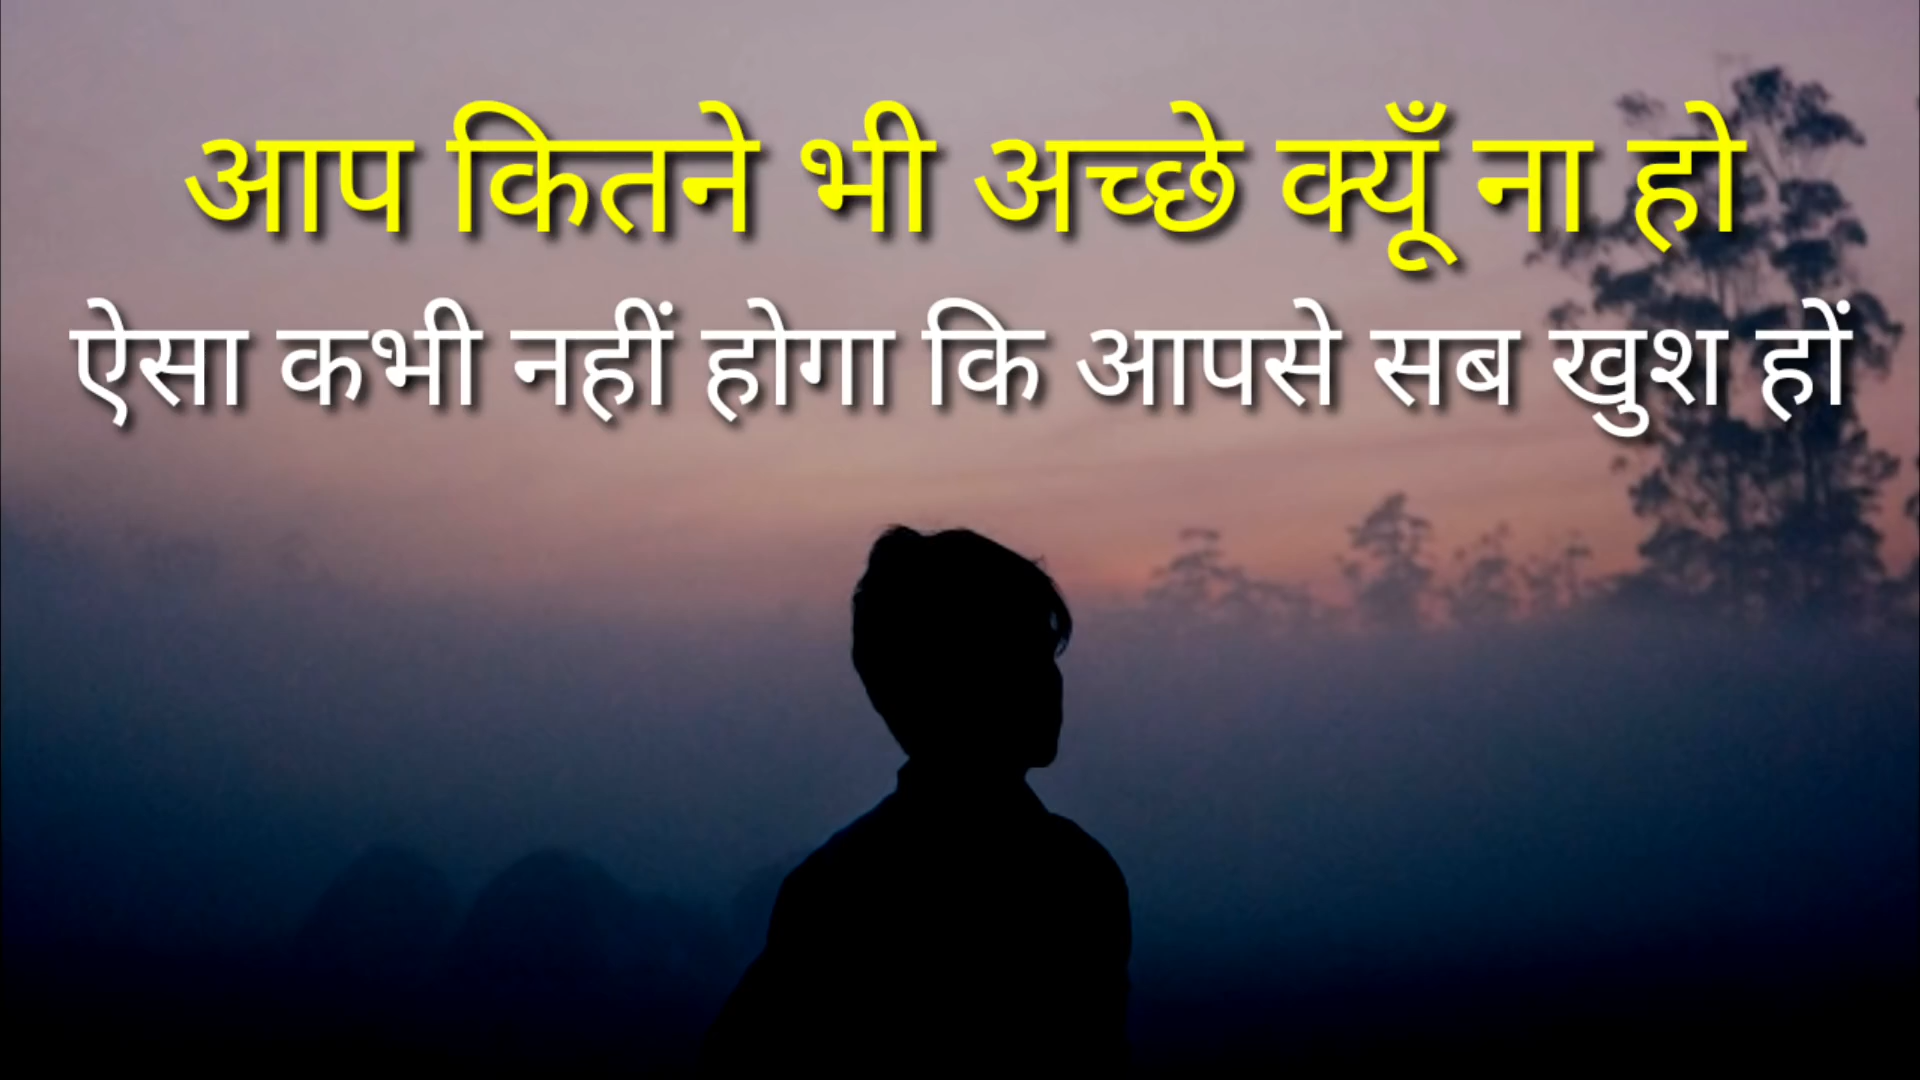 आप कितने भी अच्छे क्यूँ ना हो
ऐसा कभी नहीं होगा कि आपसे सब खुश हों